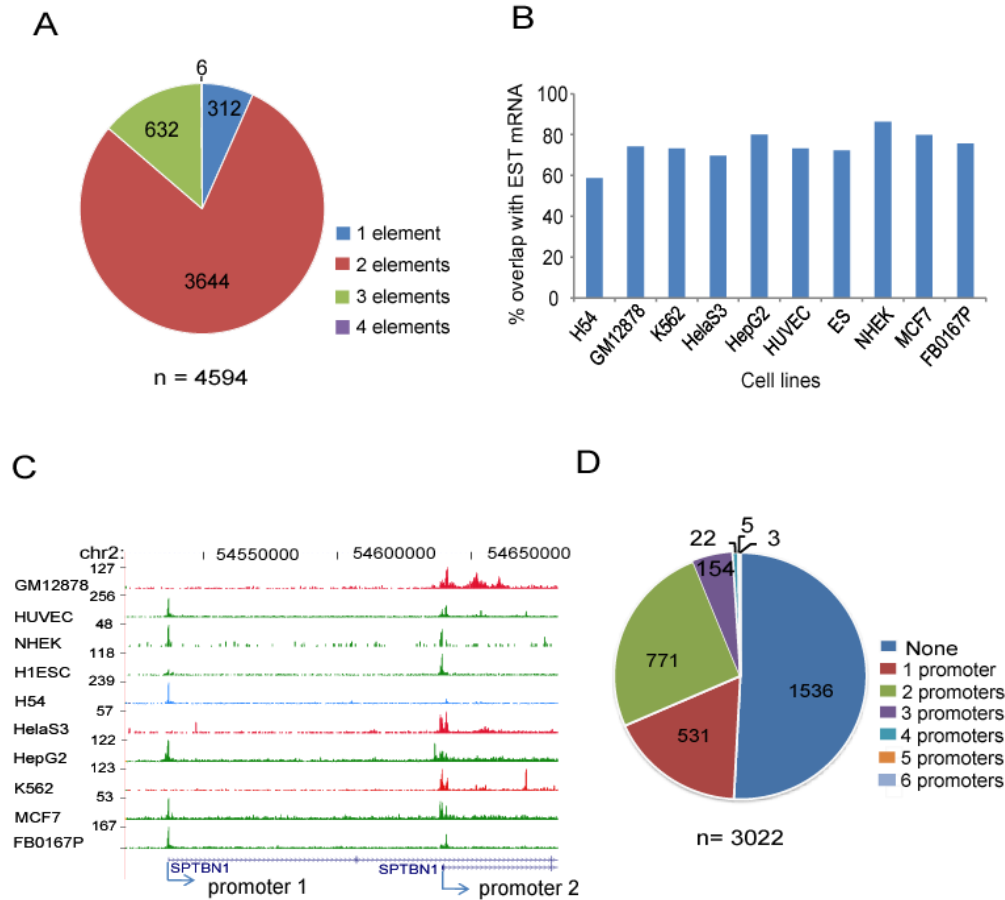 A
6
312
632
3644
1 element
2 elements
3 elements
4 elements
n = 4594
B
% overlap with EST mRNA
100
80
60
40
20
0
H54
GM12878
K562
HelaS3
HepG2
HUVEC
ES
NHEK
MCF7
FB0167P
Cell lines
C
chr2: 54550000 54600000 54650000
127
GM12878
256
HUVEC
48
NHEK
118
H1ESC
239
H54
57
HelaS3
122
HepG2
123
K562
53
MCF7
167
FB0167P
SPTBN1 SPTBN1
promoter 1 promoter 2
D
5
22 3
154
771
1536
531
None
1 promoter
2 promoters
3 promoters
4 promoters
5 promoters
6 promoters
n= 3022